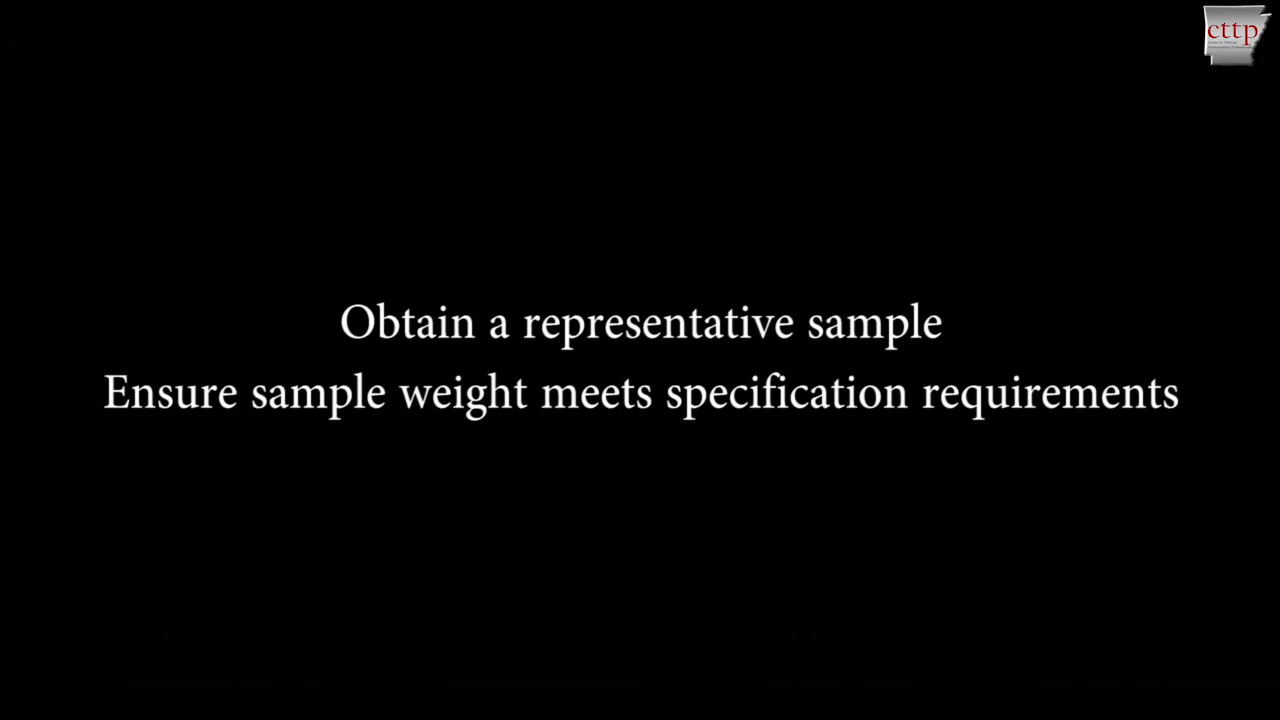 cttp
Obtain a representative sample
Ensure sample weight meets specification requirements